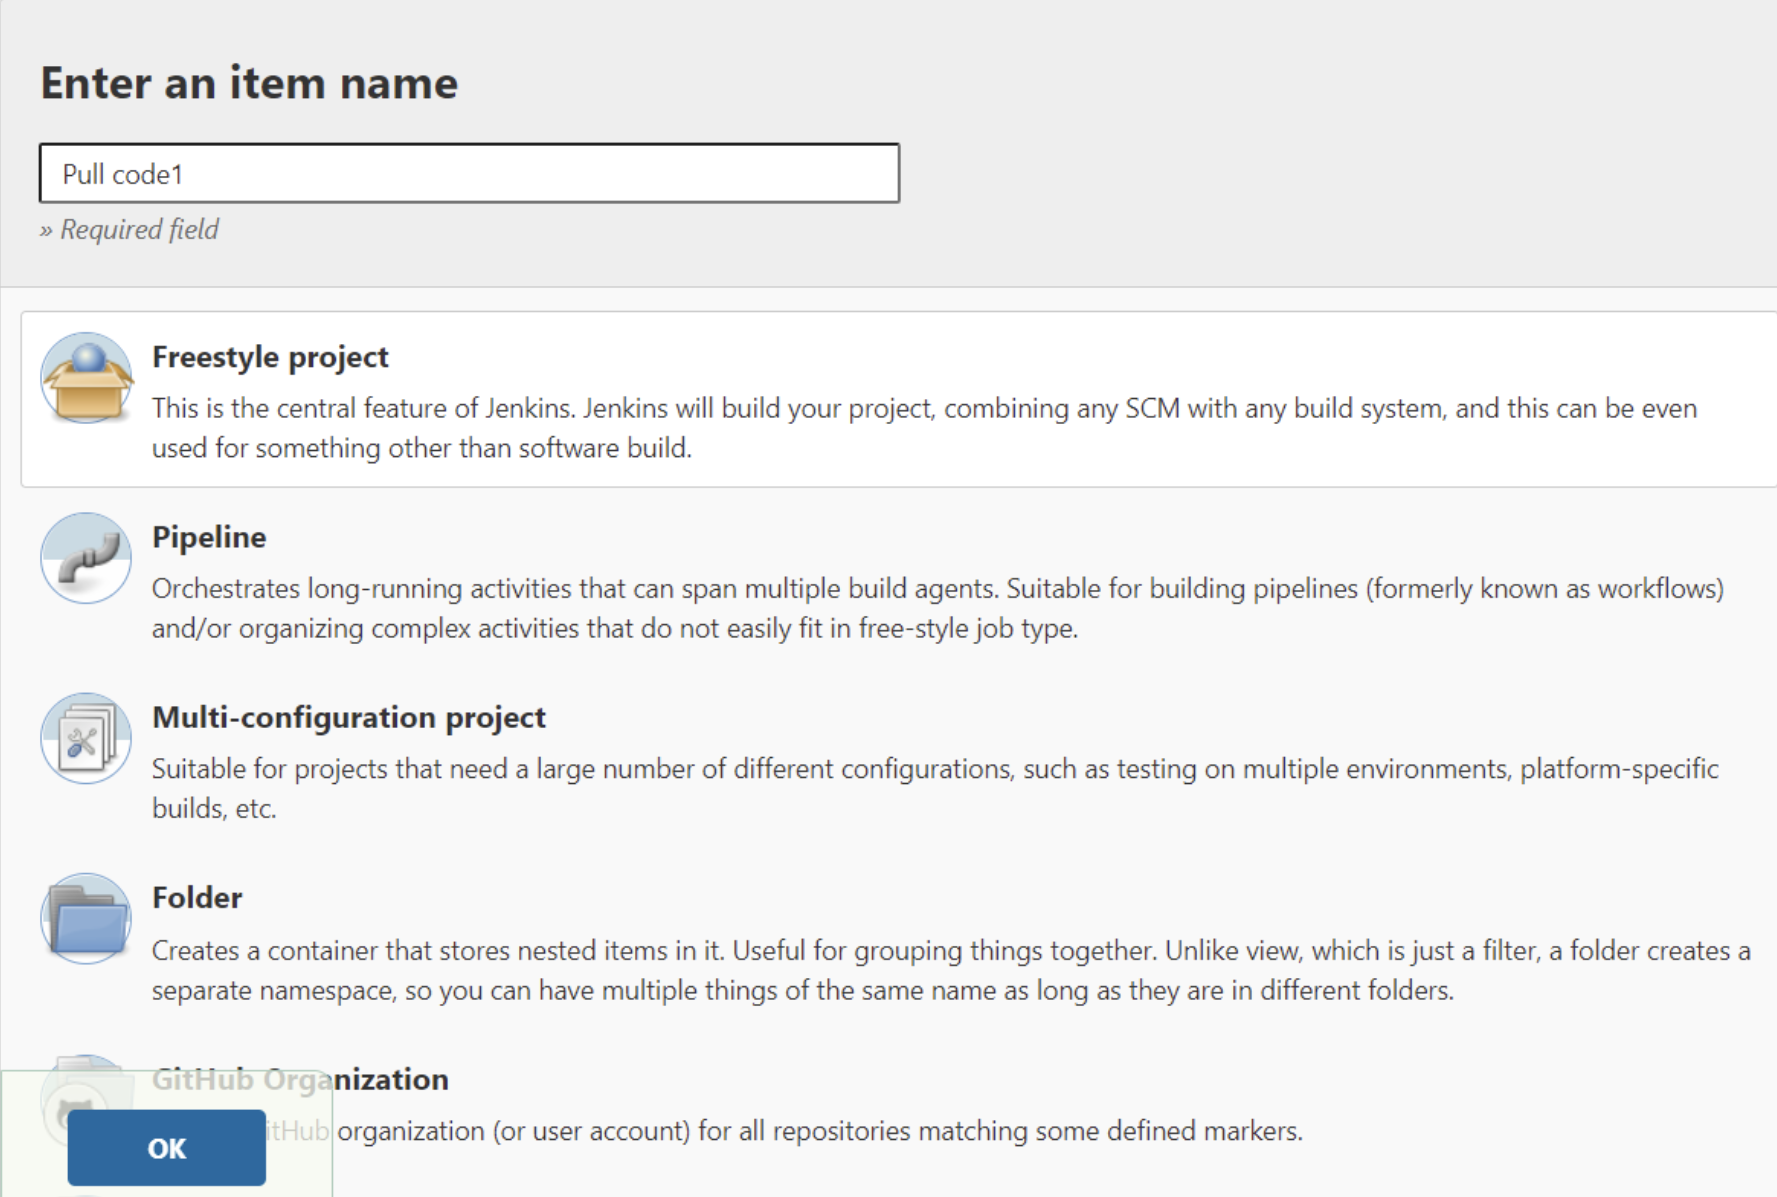 Enter an item name
Pull code1
» Required field
Freestyle project
This is the central feature of Jenkins. Jenkins will build your project, combining any SCM with any build system, and this can be even
used for something other than software build.
Pipeline
Orchestrates long-running activities that can span multiple build agents. Suitable for building pipelines (formerly known as workflows)
and/or organizing complex activities that do not easily fit in free-style job type.
Multi-configuration project
Suitable for projects that need a large number of different configurations, such as testing on multiple environments, platform-specific
builds, etc.
Folder
Creates a container that stores nested items in it. Useful for grouping things together. Unlike view, which is just a filter, a folder creates a
separate namespace, so you can have multiple things of the same name as long as they are in different folders.
GitHub Organization
itHub organization (or user account) for all repositories matching some defined markers.
OK